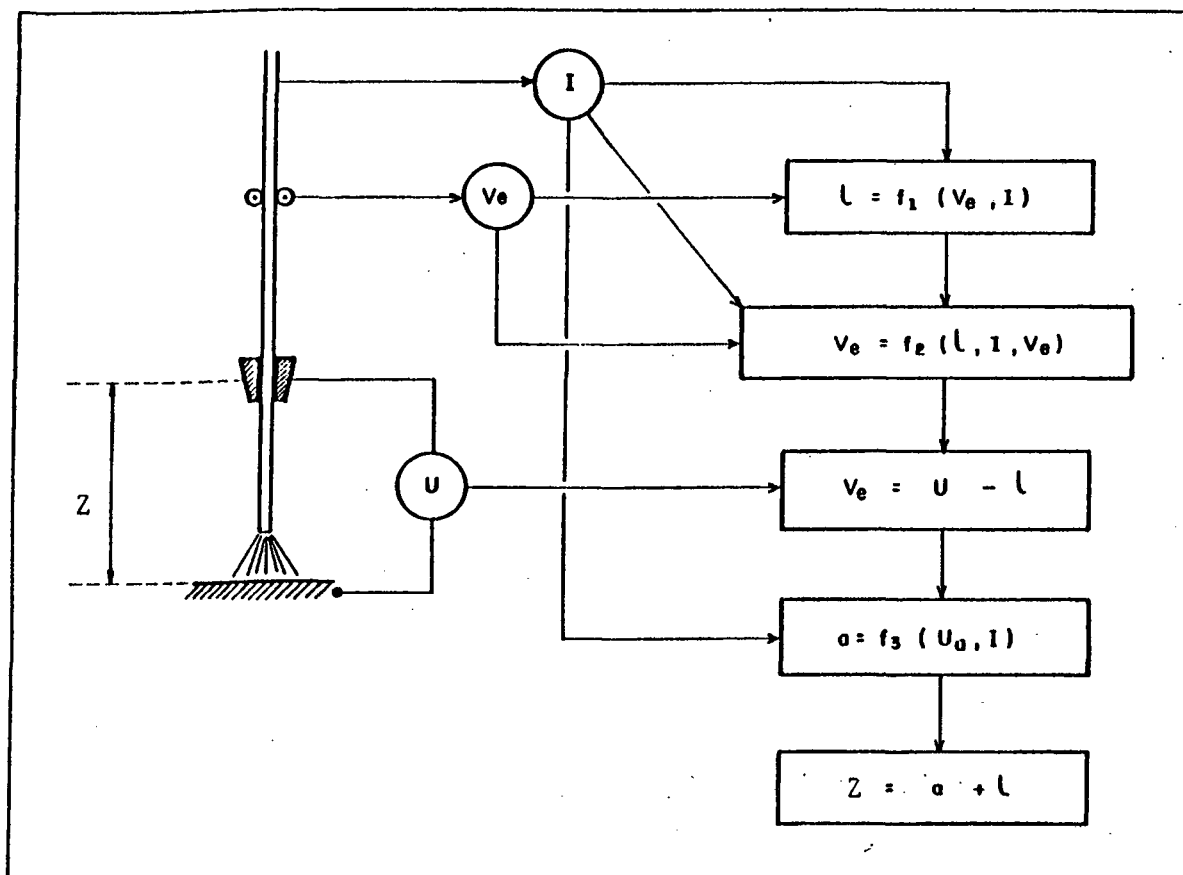 I
Ve
l = f1 (Ve, I)
Ve = f2 (l, I, Ve)
U
Ve = U - l
Z
a = f3 (Ua, I)
Z = a + l